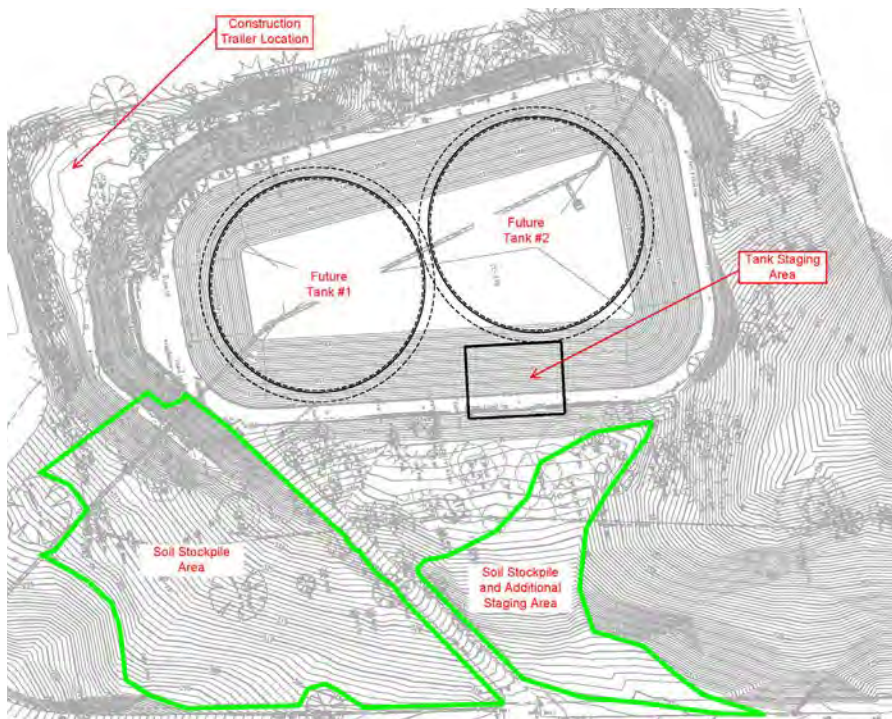 Construction
Trailer Location
Future
Tank #2
Tank Staging
Area
Future
Tank #1
Soil Stockpile
Area
Soil Stockpile
and Additional
Staging Area